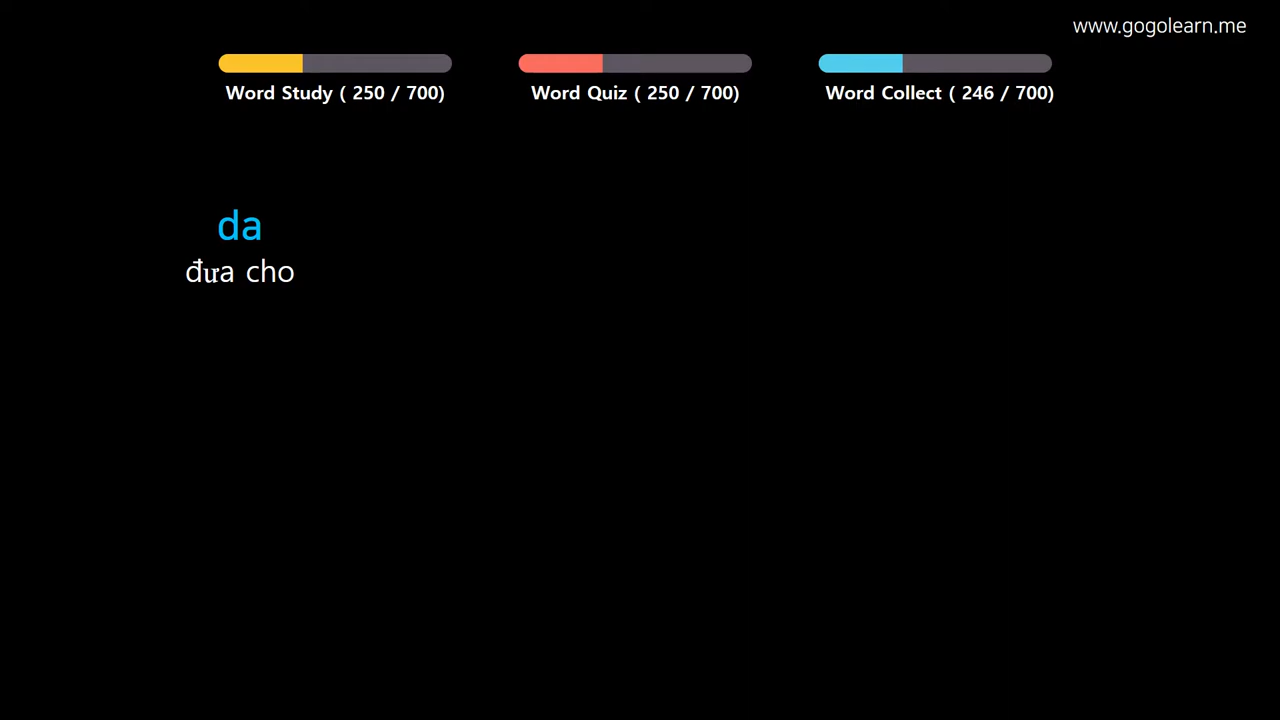 www.gogolearn.me
Word Study ( 250 / 700)
Word Quiz ( 250 / 700)
Word Collect ( 246 / 700)
da
đưa cho